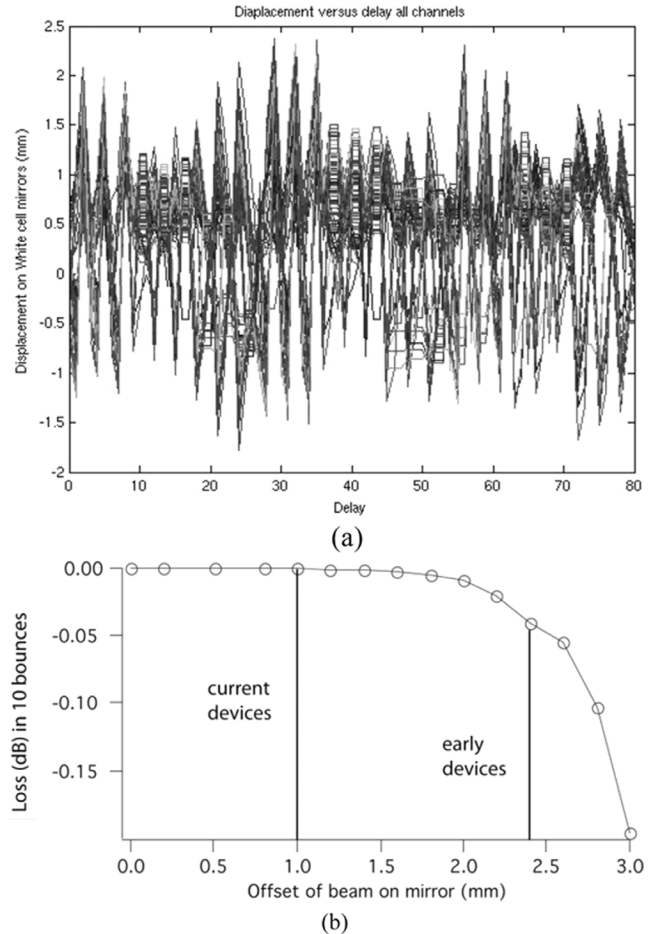 Diaplacement versus delay all channels
Displacement on White cell mirrors (mm)
2.5
2
1.5
1
0.5
0
-0.5
-1
-1.5
-2
0 10 20 30 40 50 60 70 80
Delay
(a)
Loss (dB) in 10 bounces
0.00
-0.05
-0.10
-0.15
current
devices
early
devices
0.0 0.5 1.0 1.5 2.0 2.5 3.0
Offset of beam on mirror (mm)
(b)